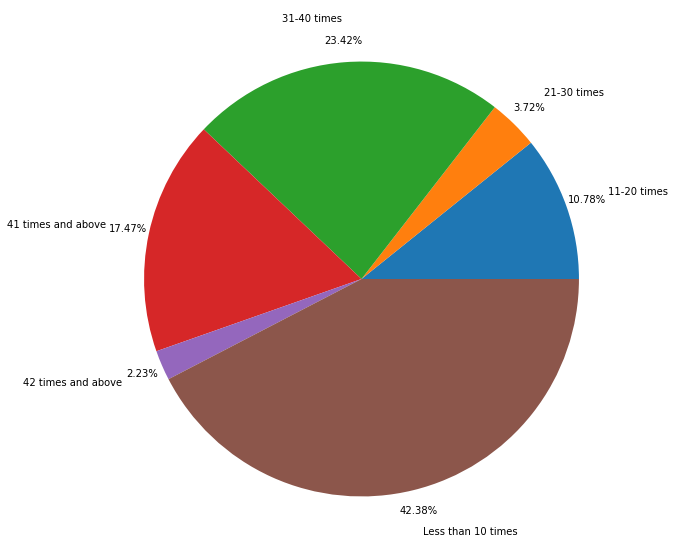 31-40 times
23.42%
21-30 times
3.72%
11-20 times
10.78%
41 times and above
17.47%
42 times and above
2.23%
42.38%
Less than 10 times